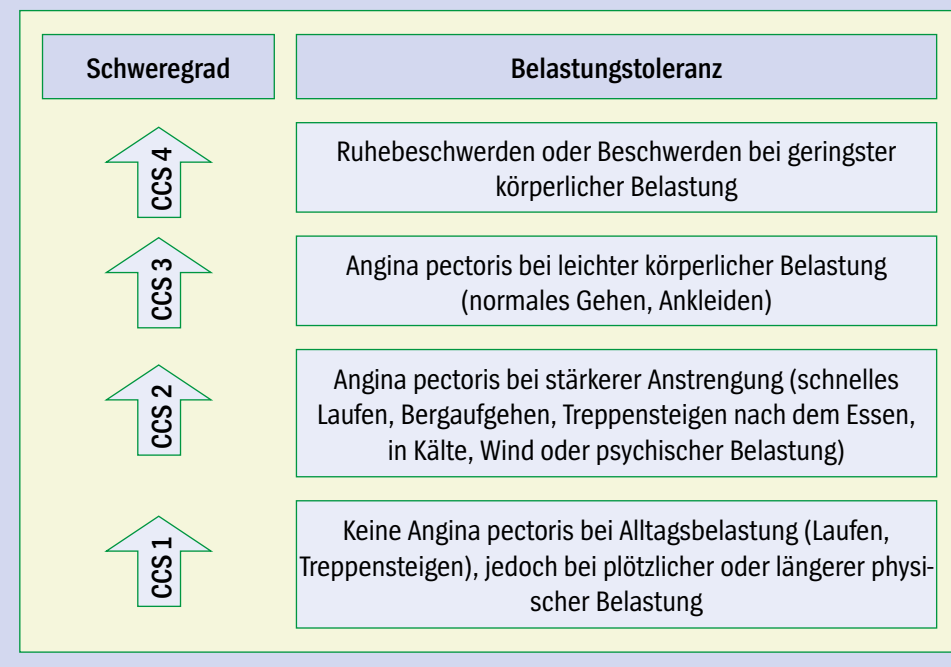 Schweregrad
Belastungstoleranz
CCS 4
Ruhebeschwerden oder Beschwerden bei geringster
körperlicher Belastung
CCS 3
Angina pectoris bei leichter körperlicher Belastung
(normales Gehen, Ankleiden)
CCS 2
Angina pectoris bei stärkerer Anstrengung (schnelles
Laufen, Bergaufgehen, Treppensteigen nach dem Essen,
in Kälte, Wind oder psychischer Belastung)
CCS 1
Keine Angina pectoris bei Alltagsbelastung (Laufen,
Treppensteigen), jedoch bei plötzlicher oder längerer physi-
scher Belastung